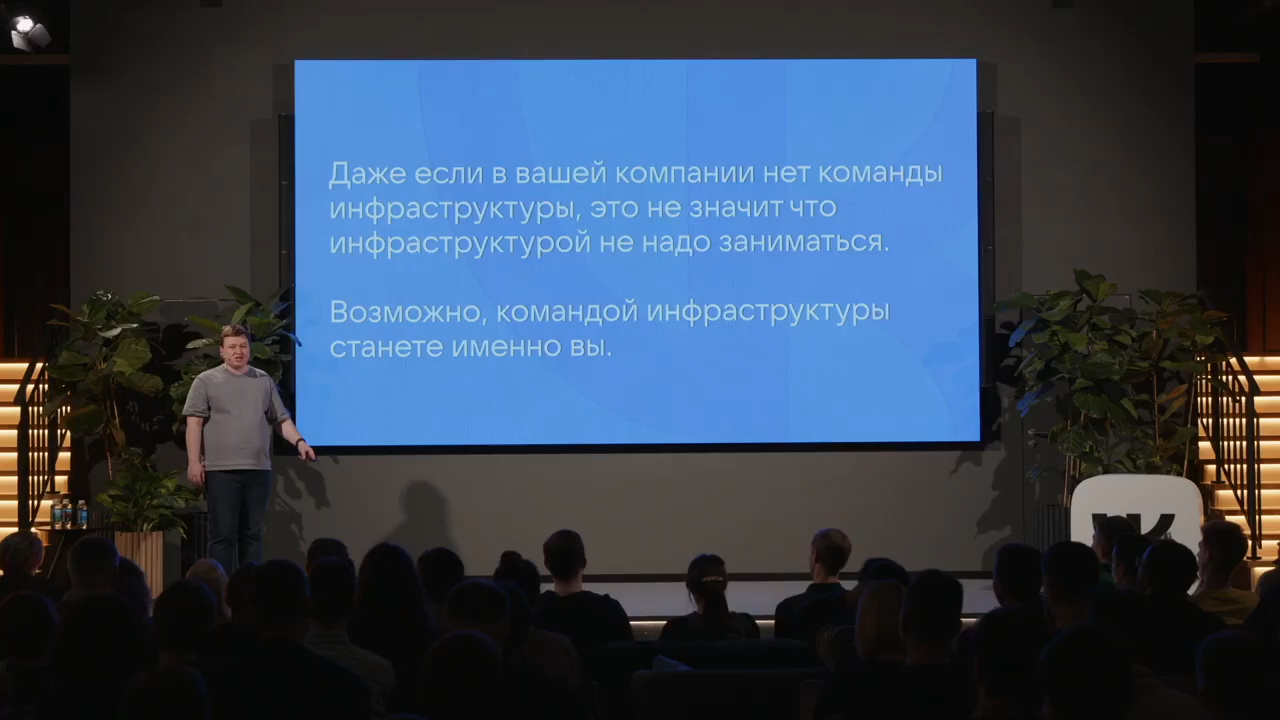 Даже если в вашей компании нет команды
инфраструктуры, это не значит что
инфраструктурой не надо заниматься.
Возможно, командой инфраструктуры
станете именно вы.